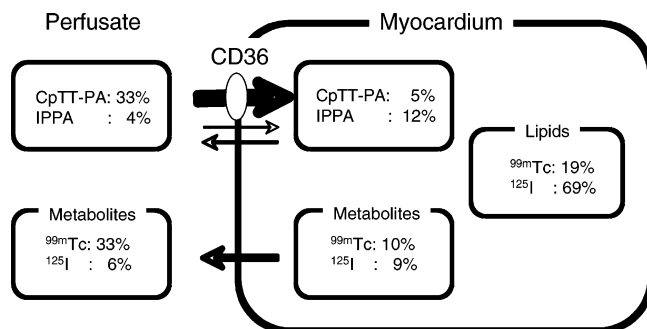 Perfusate
Myocardium
CD36
CpTT-PA: 33%
IPPA : 4%
CpTT-PA: 5%
IPPA : 12%
Lipids
99mTc: 19%
125I : 69%
Metabolites
99mTc: 33%
125I : 6%
Metabolites
99mTc: 10%
125I : 9%